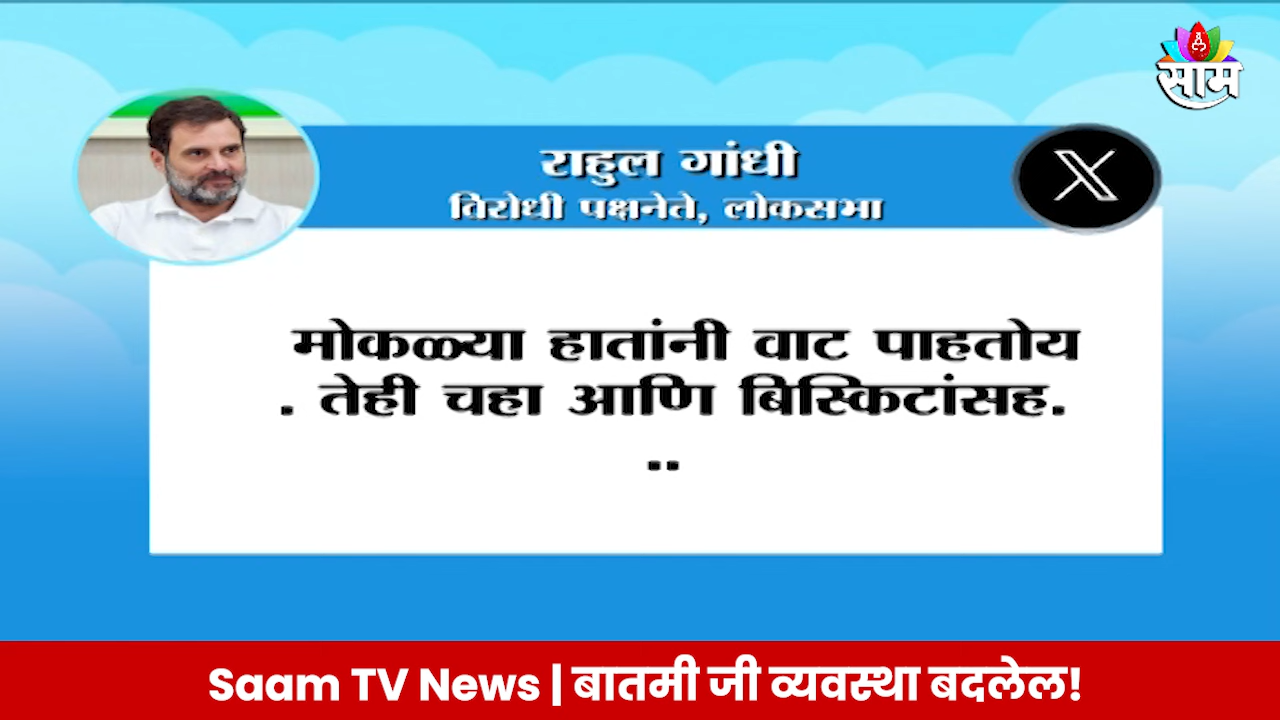 साम
राहुल गांधी
विरोधी पक्षनेते, लोकसभा
X
मोकळ्या हातांनी वाट पाहतोय
. तेही चहा आणि बिस्किटांसह.
..
Saam TV News | बातमी जी व्यवस्था बदलेल!